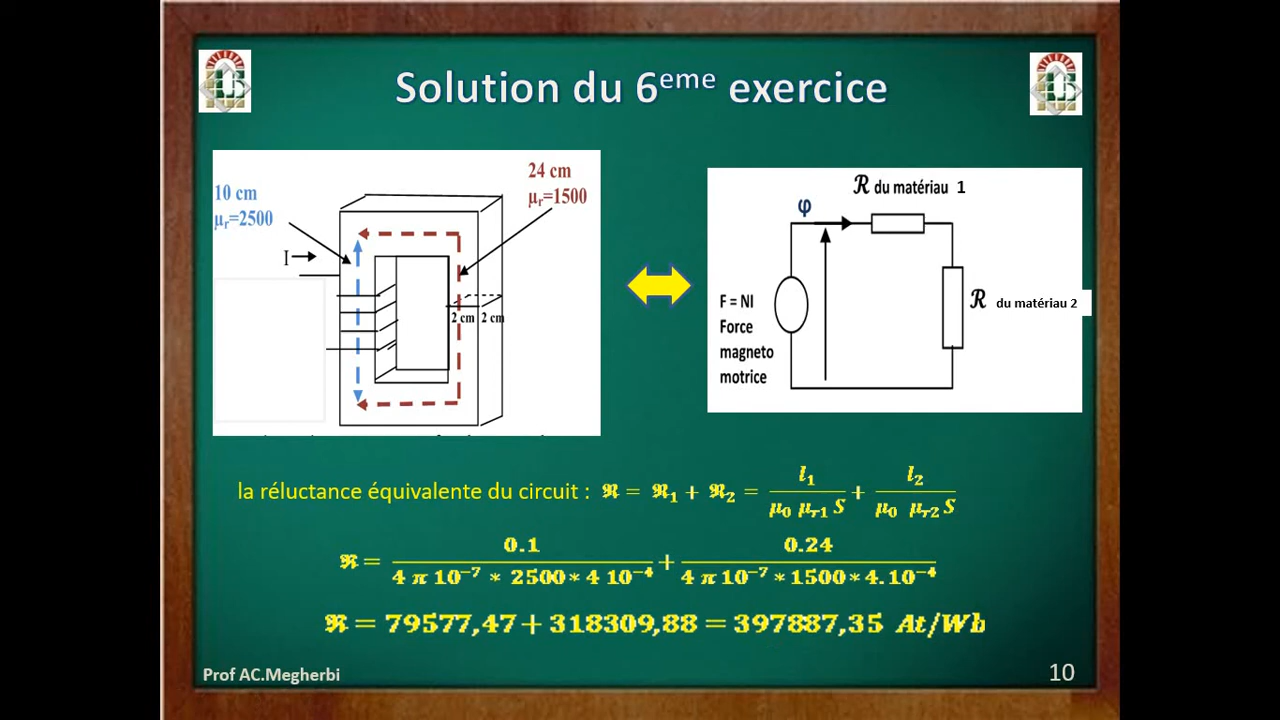 Solution du 6eme exercice
10 cm
μr=2500
24 cm
μr=1500
I
2 cm 2 cm
ℛ du matériau 1
φ
F = NI
Force
magneto
motrice
ℛ du matériau 2
la réluctance équivalente du circuit : ℜ = ℜ1 + ℜ2 = l1 / (μ0 μr1 S) + l2 / (μ0 μr2 S)
ℜ = 0.1 / (4 π 10⁻⁷ * 2500 * 4 10⁻⁴) + 0.24 / (4 π 10⁻⁷ * 1500 * 4. 10⁻⁴)
ℜ = 79577,47 + 318309,88 = 397887,35 At/Wb
Prof AC.Megherbi
10